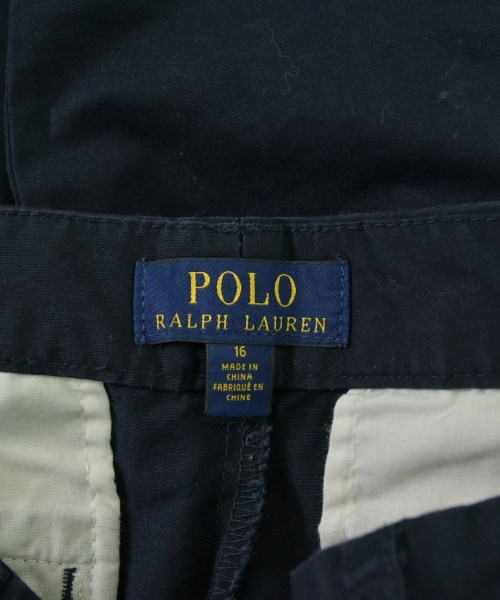 POLO
RALPH LAUREN
16
MADE IN
CHINA
FABRIQUÉ EN
CHINE